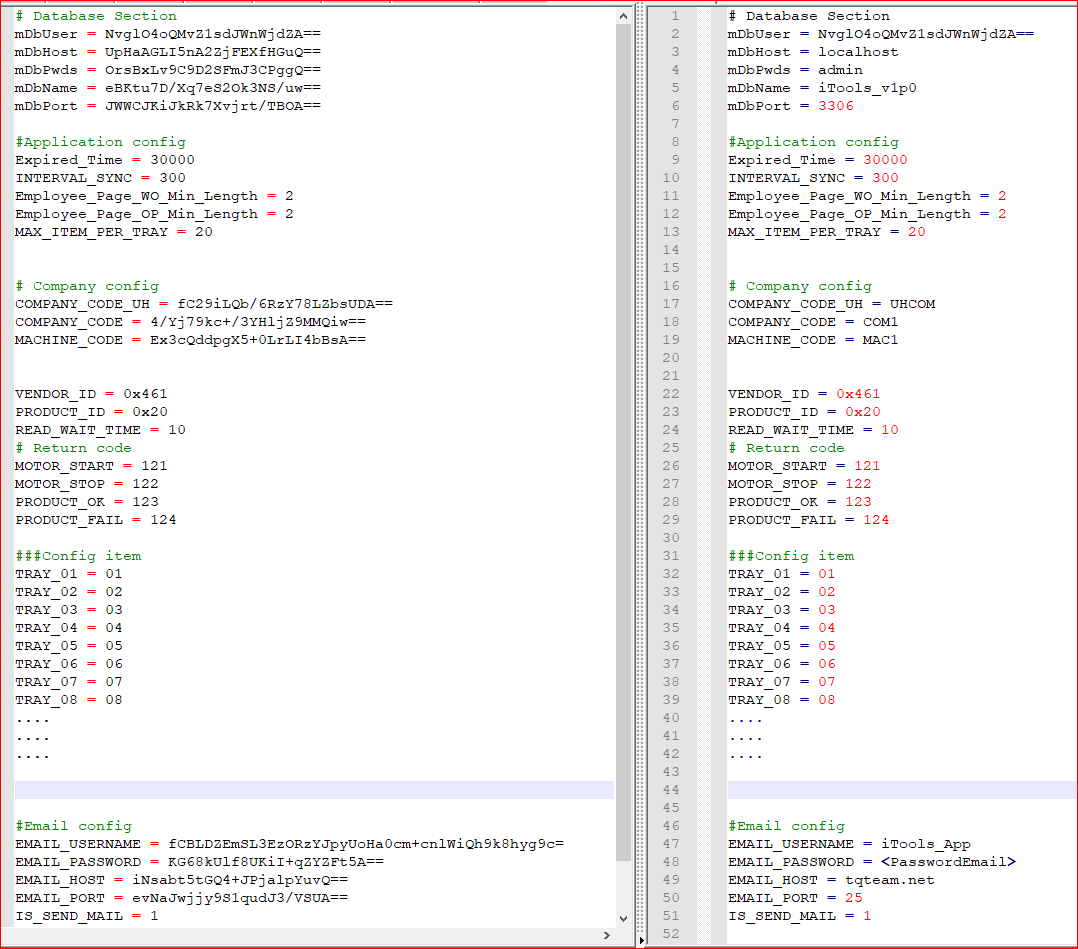 # Database Section
mDbUser = NvglO4oQMvZ1sdJWnWjdZA==
mDbHost = UpHaAGLI5nA2ZjFEXfHGuQ==
mDbPwds = OrsBxLv9C9D2SFmJ3CPggQ==
mDbName = eBKtu7D/Xq7eS2Ok3NS/uw==
mDbPort = JWWCJKiJkRk7Xvjrt/TBOA==
#Application config
Expired_Time = 30000
INTERVAL_SYNC = 300
Employee_Page_WO_Min_Length = 2
Employee_Page_OP_Min_Length = 2
MAX_ITEM_PER_TRAY = 20
# Company config
COMPANY_CODE_UH = fC29iLQb/6RzY78LZbsUDA==
COMPANY_CODE = 4/Yj79kc+/3YHljZ9MMQiw==
MACHINE_CODE = Ex3cQddpgX5+0LrLI4bBsA==
VENDOR_ID = 0x461
PRODUCT_ID = 0x20
READ_WAIT_TIME = 10
# Return code
MOTOR_START = 121
MOTOR_STOP = 122
PRODUCT_OK = 123
PRODUCT_FAIL = 124
###Config item
TRAY_01 = 01
TRAY_02 = 02
TRAY_03 = 03
TRAY_04 = 04
TRAY_05 = 05
TRAY_06 = 06
TRAY_07 = 07
TRAY_08 = 08
....
....
....
#Email config
EMAIL_USERNAME = fCBLDZEmSL3EzORzYJpyUoHa0cm+cnlWiQh9k8hyg9c=
EMAIL_PASSWORD = KG68kUlf8UKiI+qZYZFt5A==
EMAIL_HOST = iNsabt5tGQ4+JPjalpYuvQ==
EMAIL_PORT = evNaJwjjy9S1qudJ3/VSUA==
IS_SEND_MAIL = 1
1 # Database Section
2 mDbUser = NvglO4oQMvZ1sdJWnWjdZA==
3 mDbHost = localhost
4 mDbPwds = admin
5 mDbName = iTools_v1p0
6 mDbPort = 3306
7
8 #Application config
9 Expired_Time = 30000
10 INTERVAL_SYNC = 300
11 Employee_Page_WO_Min_Length = 2
12 Employee_Page_OP_Min_Length = 2
13 MAX_ITEM_PER_TRAY = 20
14
15
16 # Company config
17 COMPANY_CODE_UH = UHCOM
18 COMPANY_CODE = COM1
19 MACHINE_CODE = MAC1
20
21
22 VENDOR_ID = 0x461
23 PRODUCT_ID = 0x20
24 READ_WAIT_TIME = 10
25 # Return code
26 MOTOR_START = 121
27 MOTOR_STOP = 122
28 PRODUCT_OK = 123
29 PRODUCT_FAIL = 124
30
31 ###Config item
32 TRAY_01 = 01
33 TRAY_02 = 02
34 TRAY_03 = 03
35 TRAY_04 = 04
36 TRAY_05 = 05
37 TRAY_06 = 06
38 TRAY_07 = 07
39 TRAY_08 = 08
40 ....
41 ....
42 ....
43
44
45
46 #Email config
47 EMAIL_USERNAME = iTools_App
48 EMAIL_PASSWORD = <PasswordEmail>
49 EMAIL_HOST = tqteam.net
50 EMAIL_PORT = 25
51 IS_SEND_MAIL = 1
52